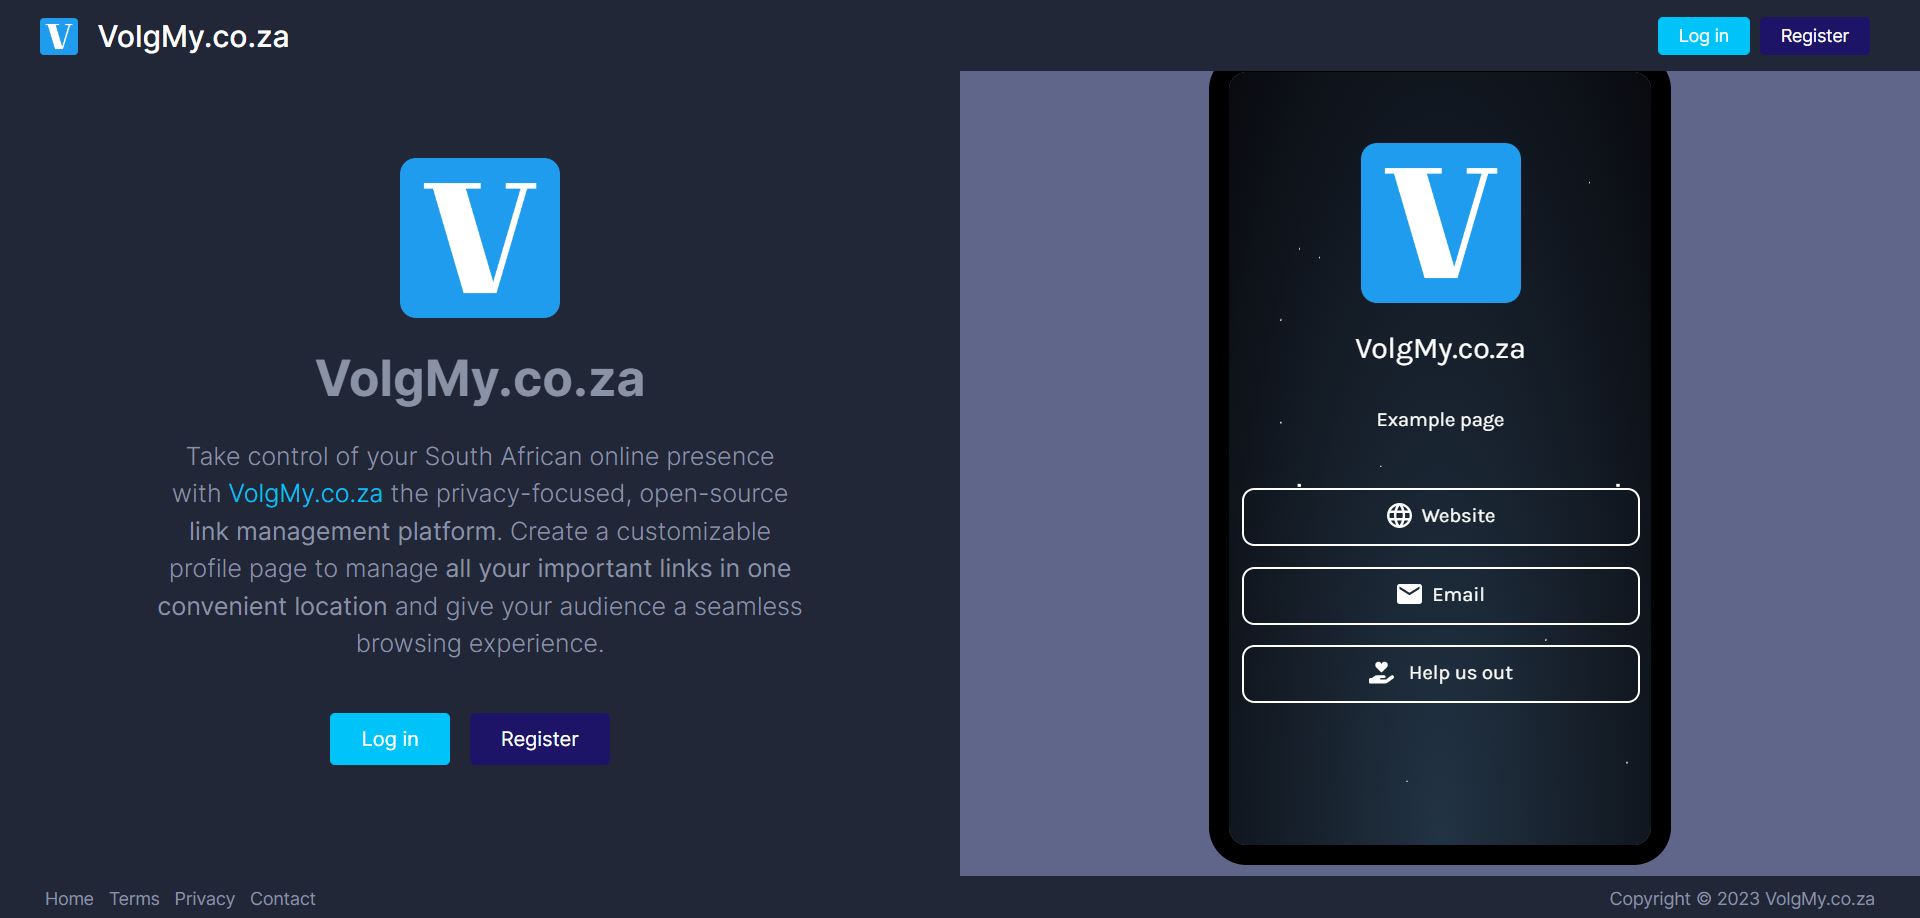 V VolgMy.co.za
Log in Register
V
VolgMy.co.za
Take control of your South African online presence
with VolgMy.co.za the privacy-focused, open-source
link management platform. Create a customizable
profile page to manage all your important links in one
convenient location and give your audience a seamless
browsing experience.
Log in Register
V
VolgMy.co.za
Example page
Website
Email
Help us out
Home Terms Privacy Contact
Copyright © 2023 VolgMy.co.za